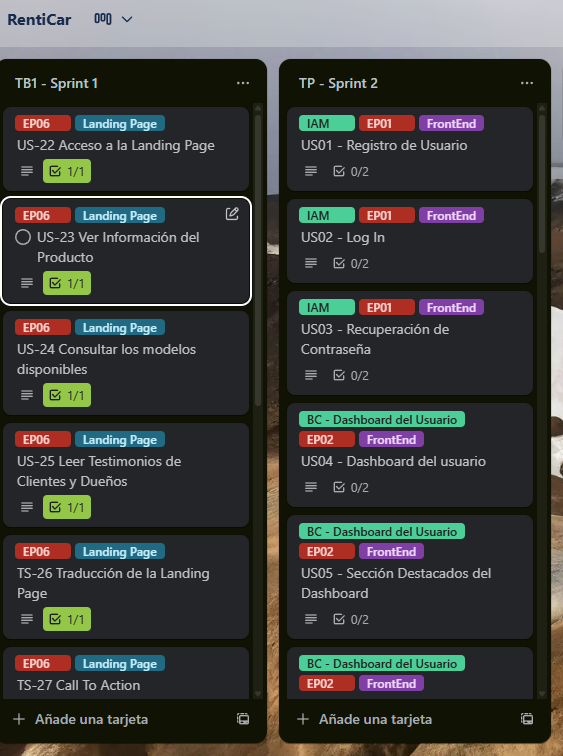 RentiCar
TB1 - Sprint 1
EP06 Landing Page
US-22 Acceso a la Landing Page
1/1
EP06 Landing Page
US-23 Ver Información del
Producto
1/1
EP06 Landing Page
US-24 Consultar los modelos
disponibles
1/1
EP06 Landing Page
US-25 Leer Testimonios de
Clientes y Dueños
1/1
EP06 Landing Page
TS-26 Traducción de la Landing
Page
1/1
EP06 Landing Page
TS-27 Call To Action
Añade una tarjeta
TP - Sprint 2
IAM EP01 FrontEnd
US01 - Registro de Usuario
0/2
IAM EP01 FrontEnd
US02 - Log In
0/2
IAM EP01 FrontEnd
US03 - Recuperación de
Contraseña
0/2
BC - Dashboard del Usuario
EP02 FrontEnd
US04 - Dashboard del usuario
0/2
BC - Dashboard del Usuario
EP02 FrontEnd
US05 - Sección Destacados del
Dashboard
0/2
BC - Dashboard del Usuario
EP02 FrontEnd
Añade una tarjeta